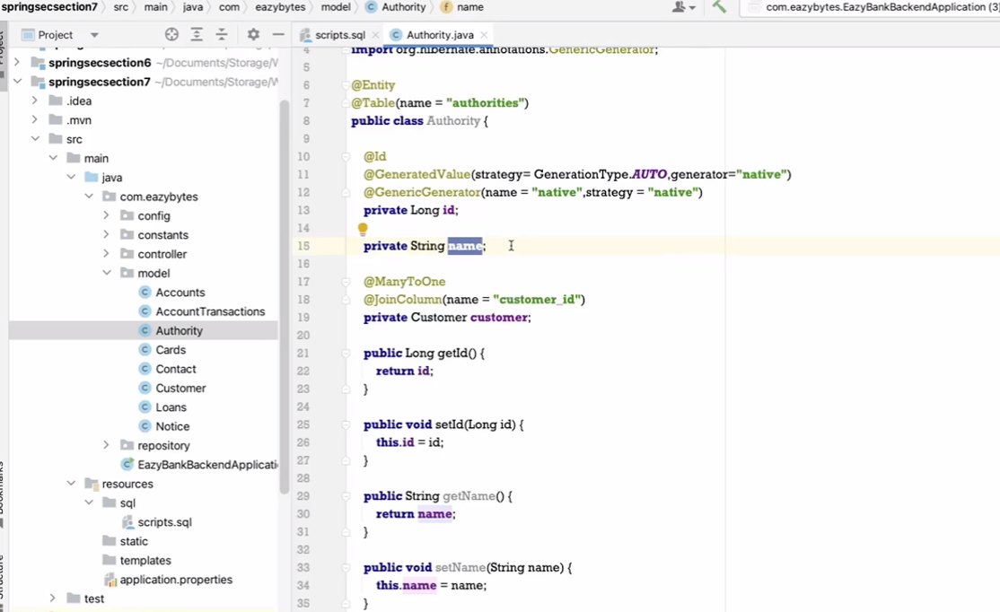 springsecsection7 › src › main › java › com › eazybytes › model › Authority › name
com.eazybytes.EazyBankBackendApplication (3)
Project
scripts.sql
Authority.java
springsecsection6 ~/Documents/Storage/W
springsecsection7 ~/Documents/Storage/W
.idea
.mvn
src
main
java
com.eazybytes
config
constants
controller
model
Accounts
AccountTransactions
Authority
Cards
Contact
Customer
Loans
Notice
repository
EazyBankBackendApplicati
resources
sql
scripts.sql
static
templates
application.properties
test
Project
Bookmarks
Structure
4 import org.hibernate.annotations.GenericGenerator;
5
6 @Entity
7 @Table(name = "authorities")
8 public class Authority {
9
10 @Id
11 @GeneratedValue(strategy= GenerationType.AUTO,generator="native")
12 @GenericGenerator(name = "native",strategy = "native")
13 private Long id;
14
15 private String name;
16
17 @ManyToOne
18 @JoinColumn(name = "customer_id")
19 private Customer customer;
20
21 public Long getId() {
22 return id;
23 }
24
25 public void setId(Long id) {
26 this.id = id;
27 }
28
29 public String getName() {
30 return name;
31 }
32
33 public void setName(String name) {
34 this.name = name;
35 }